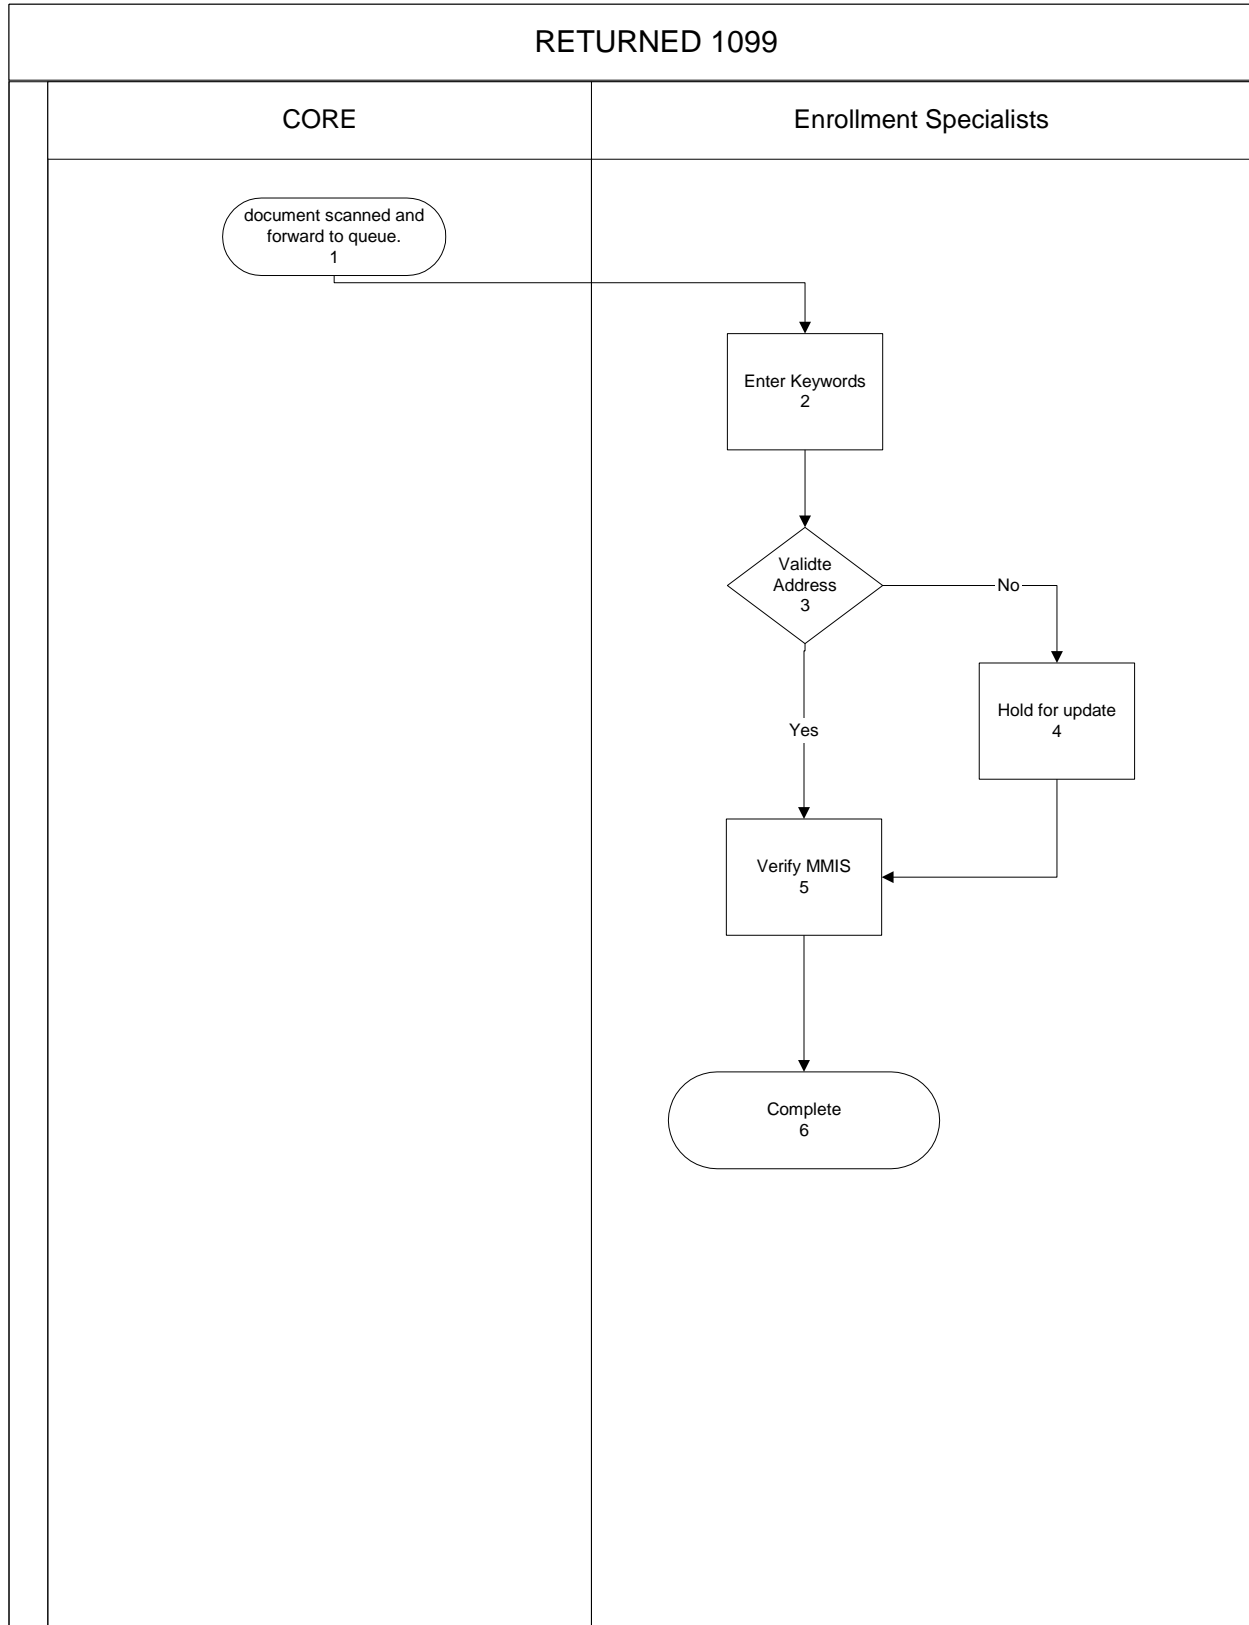 RETURNED 1099
CORE
Enrollment Specialists
document scanned and
forward to queue.
1
Enter Keywords
2
Validte
Address
3
No
Hold for update
4
Yes
Verify MMIS
5
Complete
6